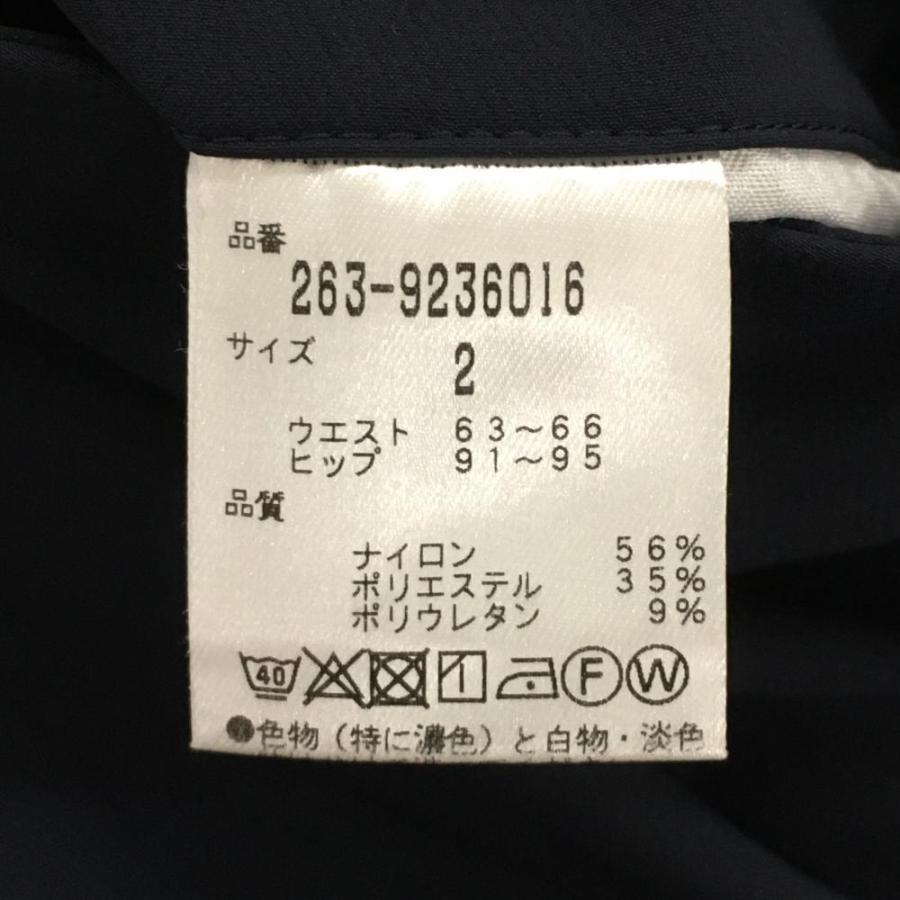 品番
263-9236016
サイズ 2
ウエスト 63～66
ヒップ 91～95
品質
ナイロン 56%
ポリエステル 35%
ポリウレタン 9%
40 F W
●色物（特に濃色）と白物・淡色